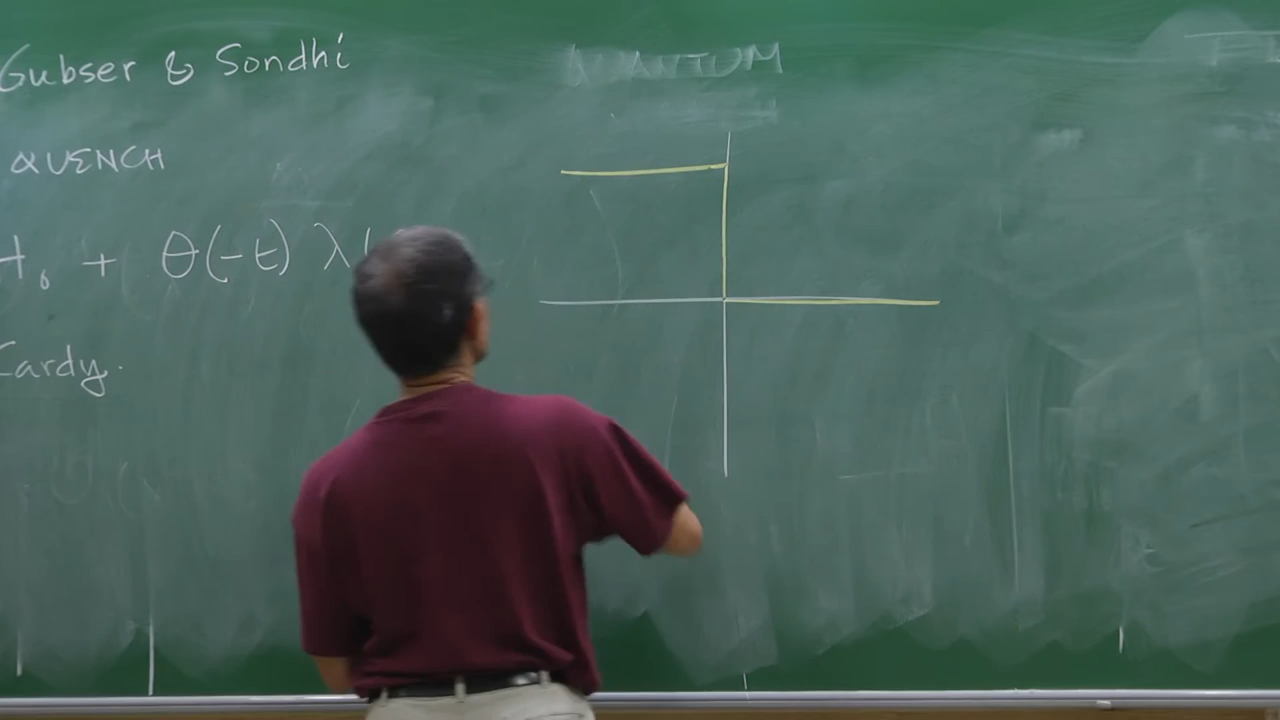 Gubser & Sondhi
QUENCH
H₀ + θ(-t) λ
Cardy.
QUANTUM